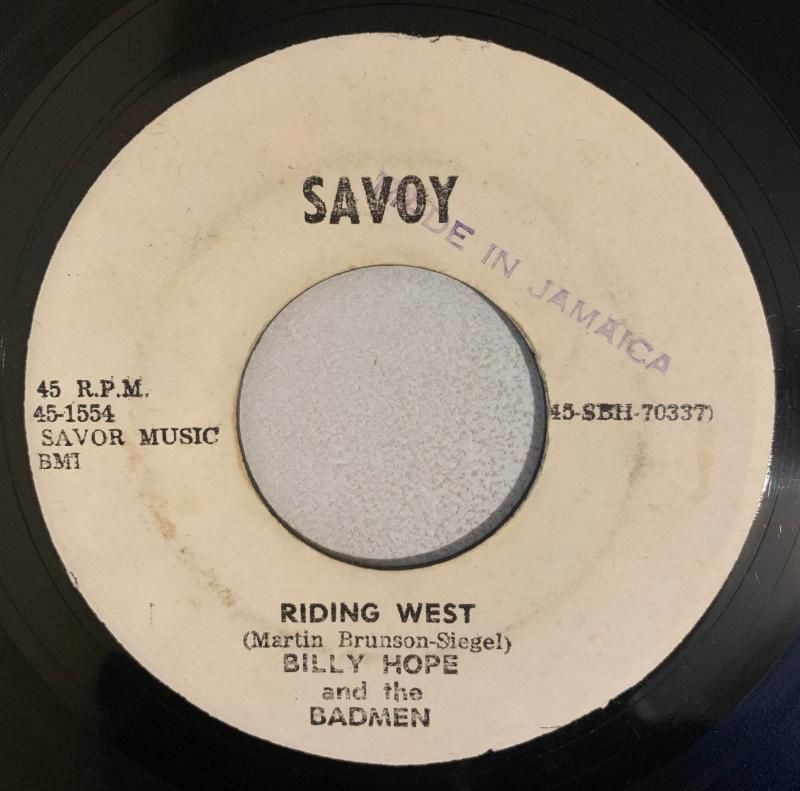 SAVOY
MADE IN JAMAICA
45 R.P.M.
45-1554
SAVOR MUSIC
BMI
45-SBH-70337)
RIDING WEST
(Martin Brunson-Siegel)
BILLY HOPE
and the
BADMEN